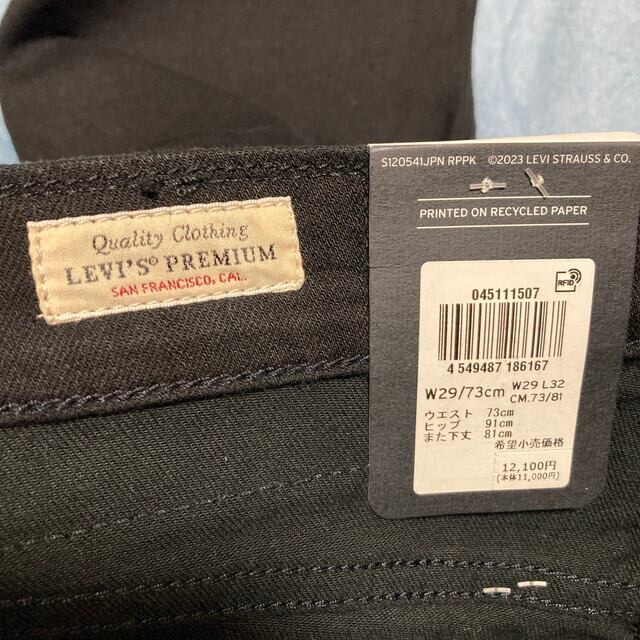 Quality Clothing
LEVI'S® PREMIUM
SAN FRANCISCO, CAL.
S120541JPN RPPK ©2023 LEVI STRAUSS & CO.
PRINTED ON RECYCLED PAPER
RFID
045111507
4 549487 186167
W29/73cm W29 L32
CM.73/81
ウエスト 73cm
ヒップ 91cm
また下丈 81cm
希望小売価格
12,100円
(本体11,000円)